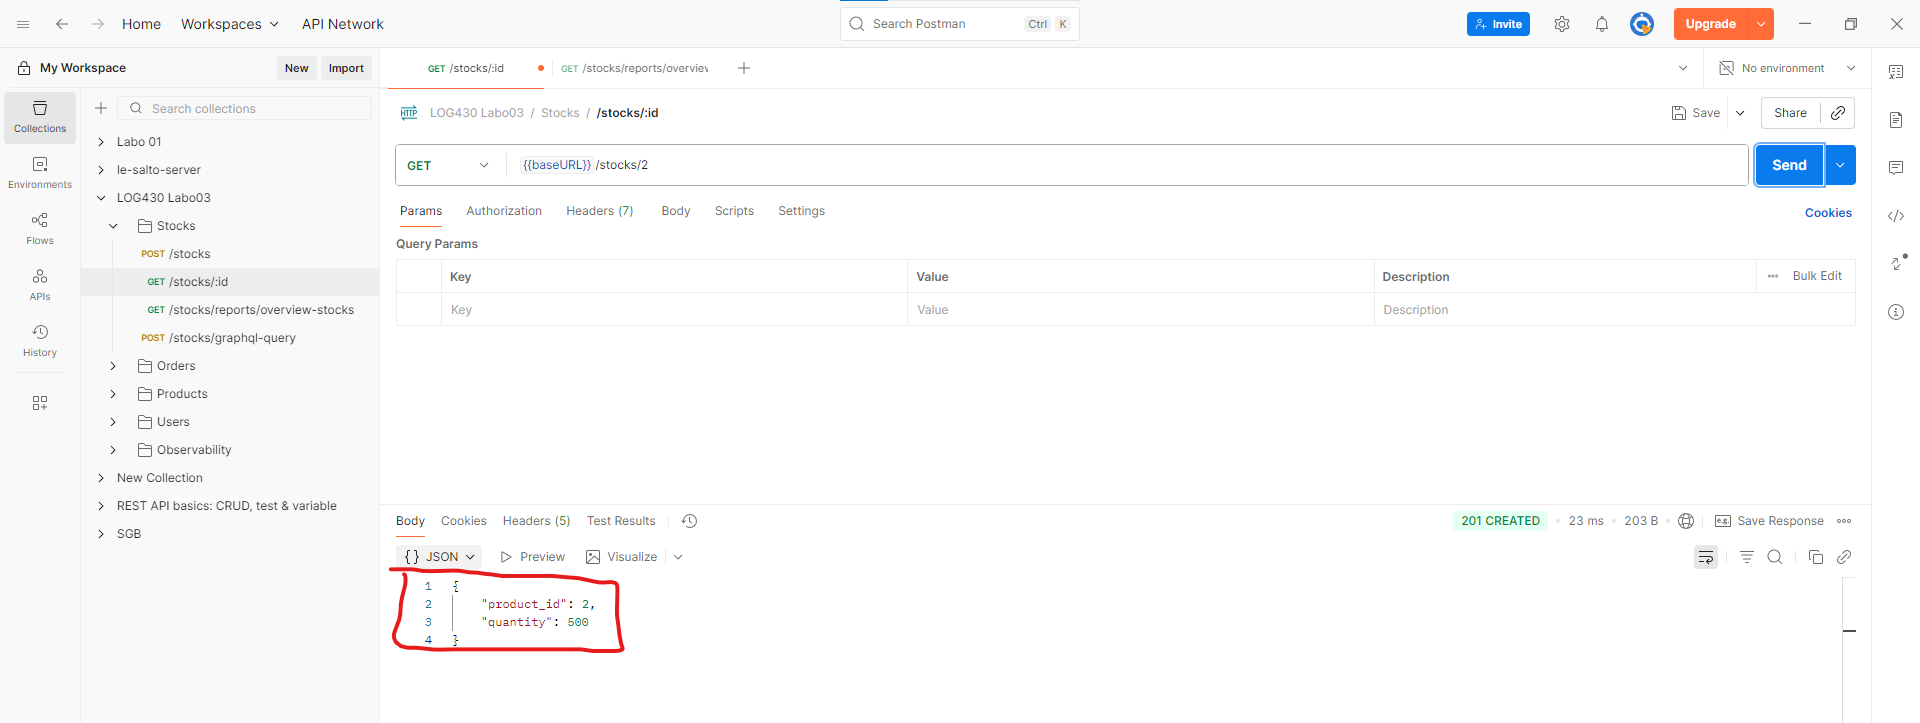 Home Workspaces API Network Search Postman Ctrl K Invite Upgrade
My Workspace New Import
GET /stocks/:id GET /stocks/reports/overview No environment
Collections
Environments
Flows
APIs
History
Search collections
Labo 01
le-salto-server
LOG430 Labo03
Stocks
POST /stocks
GET /stocks/:id
GET /stocks/reports/overview-stocks
POST /stocks/graphql-query
Orders
Products
Users
Observability
New Collection
REST API basics: CRUD, test & variable
SGB
HTTP LOG430 Labo03 / Stocks / /stocks/:id Save Share
GET {{baseURL}} /stocks/2 Send
Params Authorization Headers (7) Body Scripts Settings Cookies
Query Params
Key Value Description Bulk Edit
Key Value Description
Body Cookies Headers (5) Test Results 201 CREATED 23 ms 203 B e.g. Save Response
{} JSON Preview Visualize
1 {
2 "product_id": 2,
3 "quantity": 500
4 }